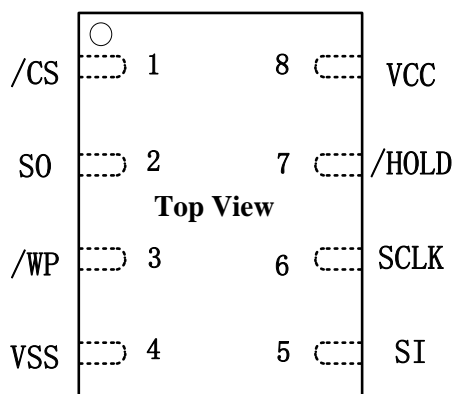 /CS 1 8 VCC
SO 2 7 /HOLD
Top View
/WP 3 6 SCLK
VSS 4 5 SI